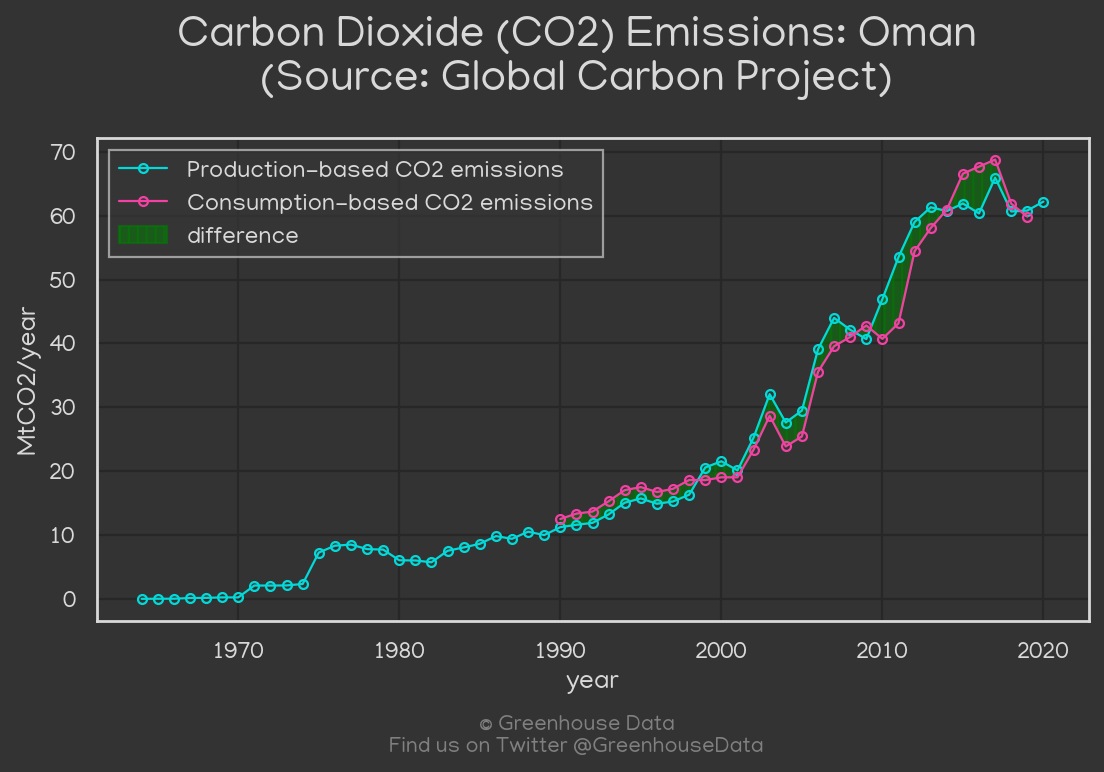 Carbon Dioxide (CO2) Emissions: Oman
(Source: Global Carbon Project)
Production-based CO2 emissions
Consumption-based CO2 emissions
difference
MtCO2/year
70
60
50
40
30
20
10
0
1970 1980 1990 2000 2010 2020
year
© Greenhouse Data
Find us on Twitter @GreenhouseData